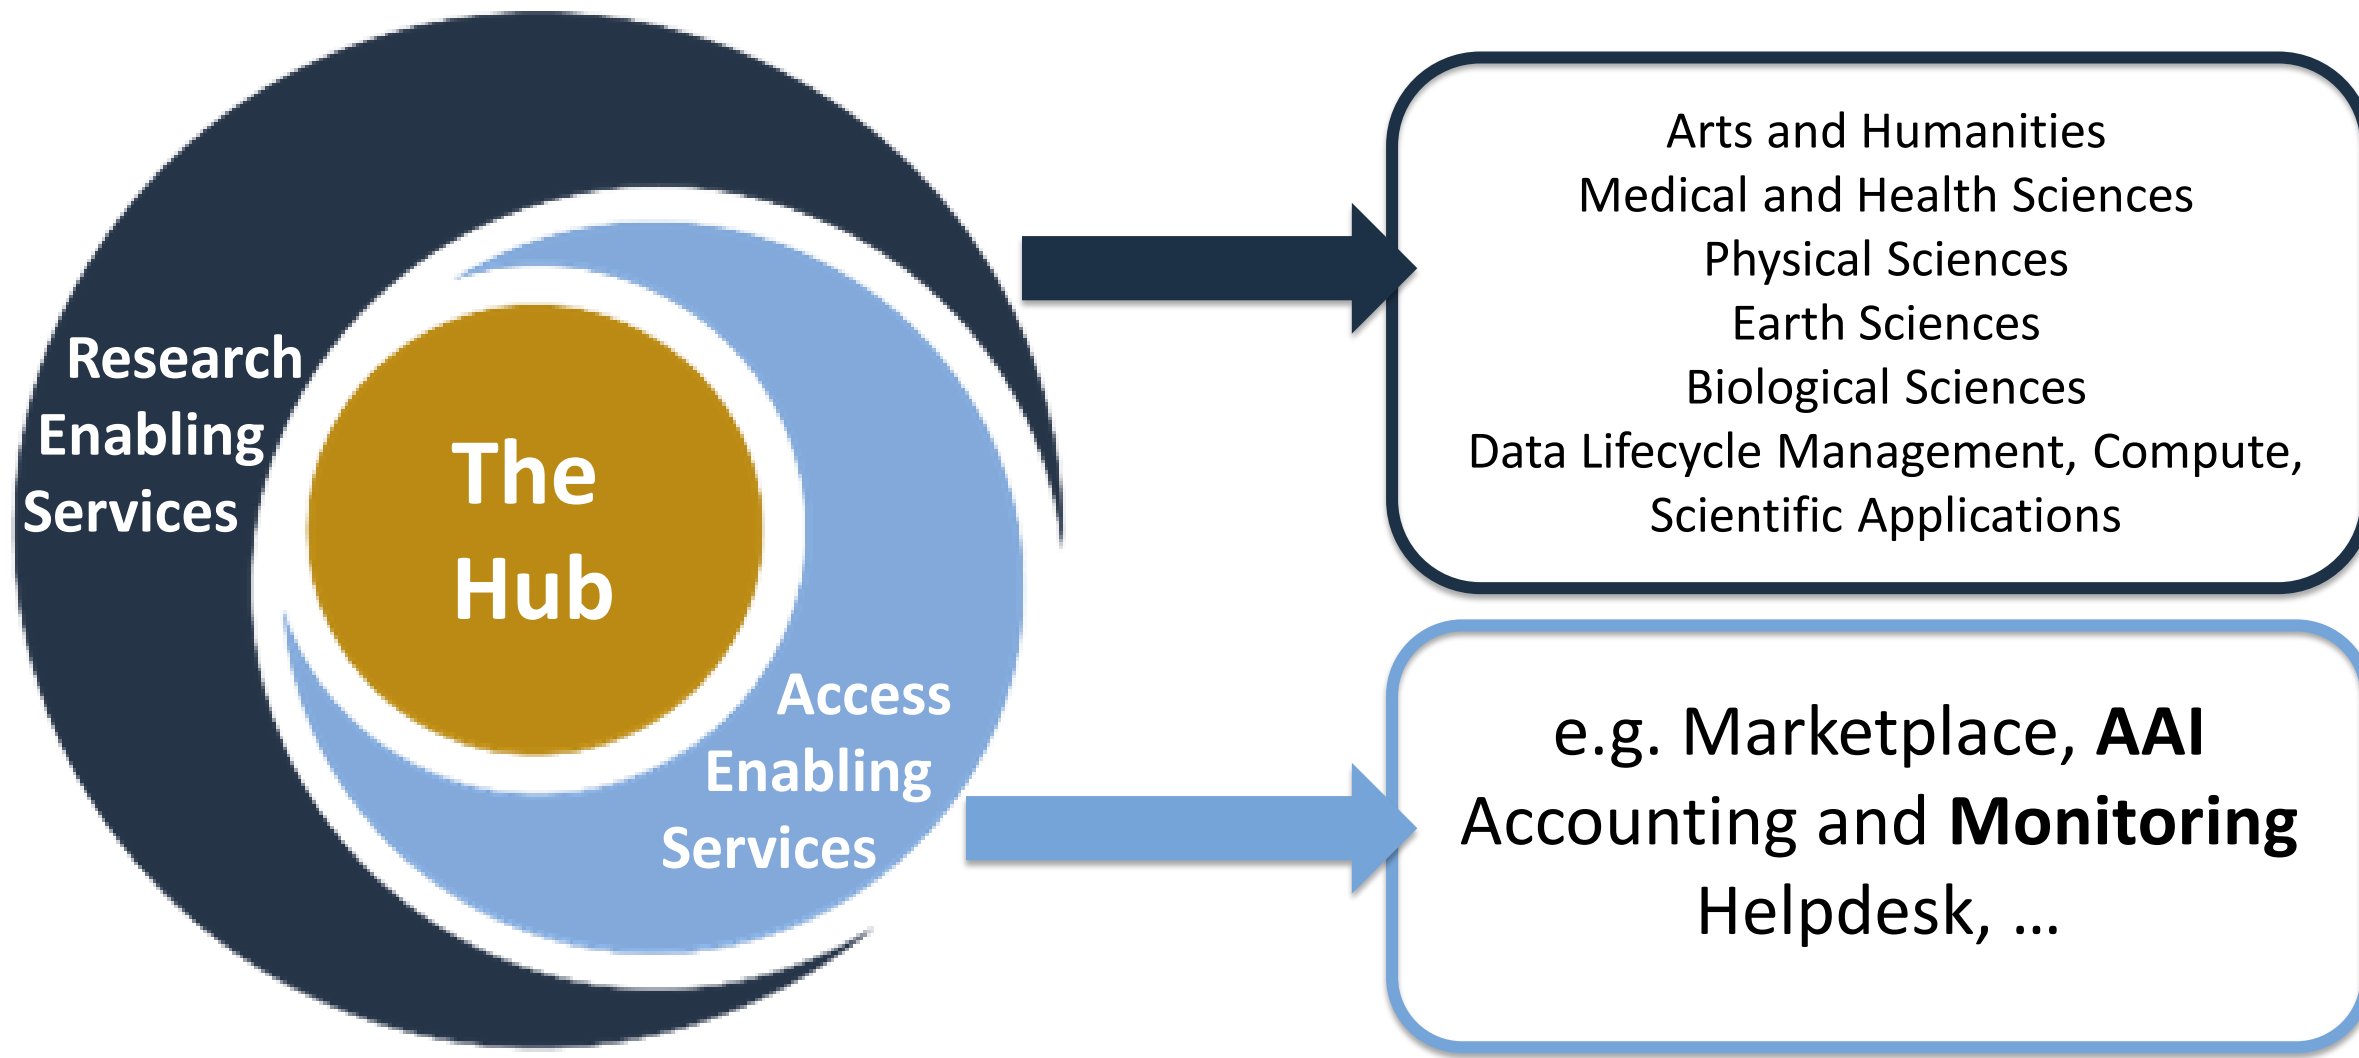 Research
Enabling
Services
The
Hub
Access
Enabling
Services
Arts and Humanities
Medical and Health Sciences
Physical Sciences
Earth Sciences
Biological Sciences
Data Lifecycle Management, Compute,
Scientific Applications
e.g. Marketplace, AAI
Accounting and Monitoring
Helpdesk, ...